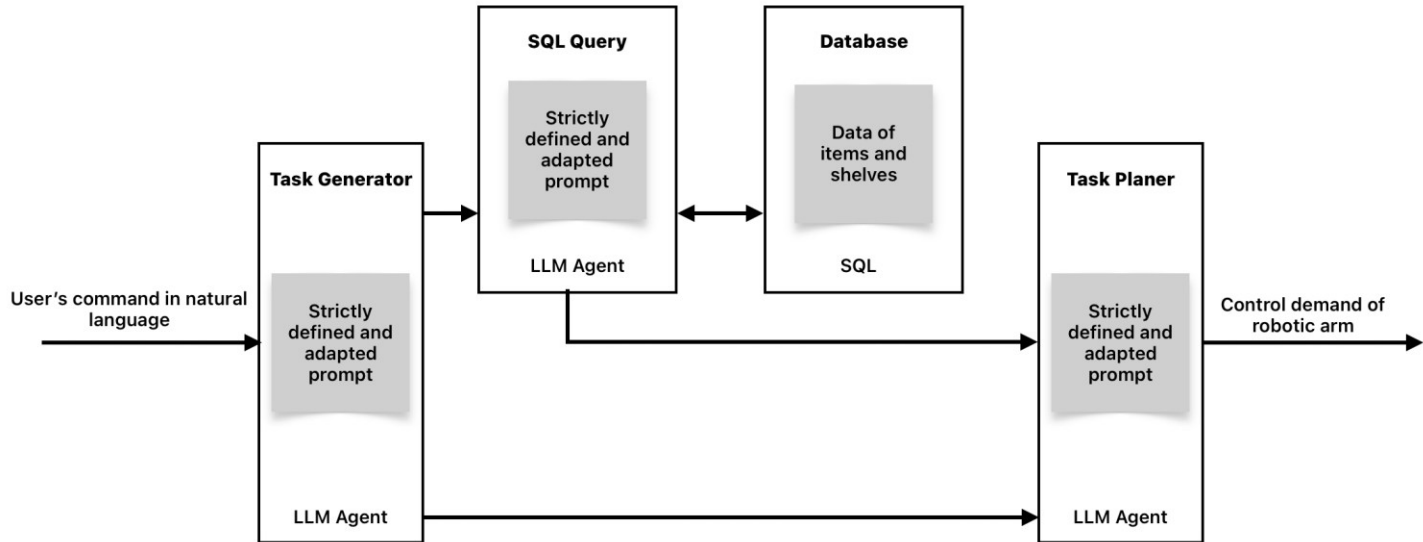 SQL Query
Strictly
defined and
adapted
prompt
LLM Agent
Database
Data of
items and
shelves
SQL
Task Generator
Strictly
defined and
adapted
prompt
LLM Agent
Task Planer
Strictly
defined and
adapted
prompt
LLM Agent
User's command in natural
language
Control demand of
robotic arm